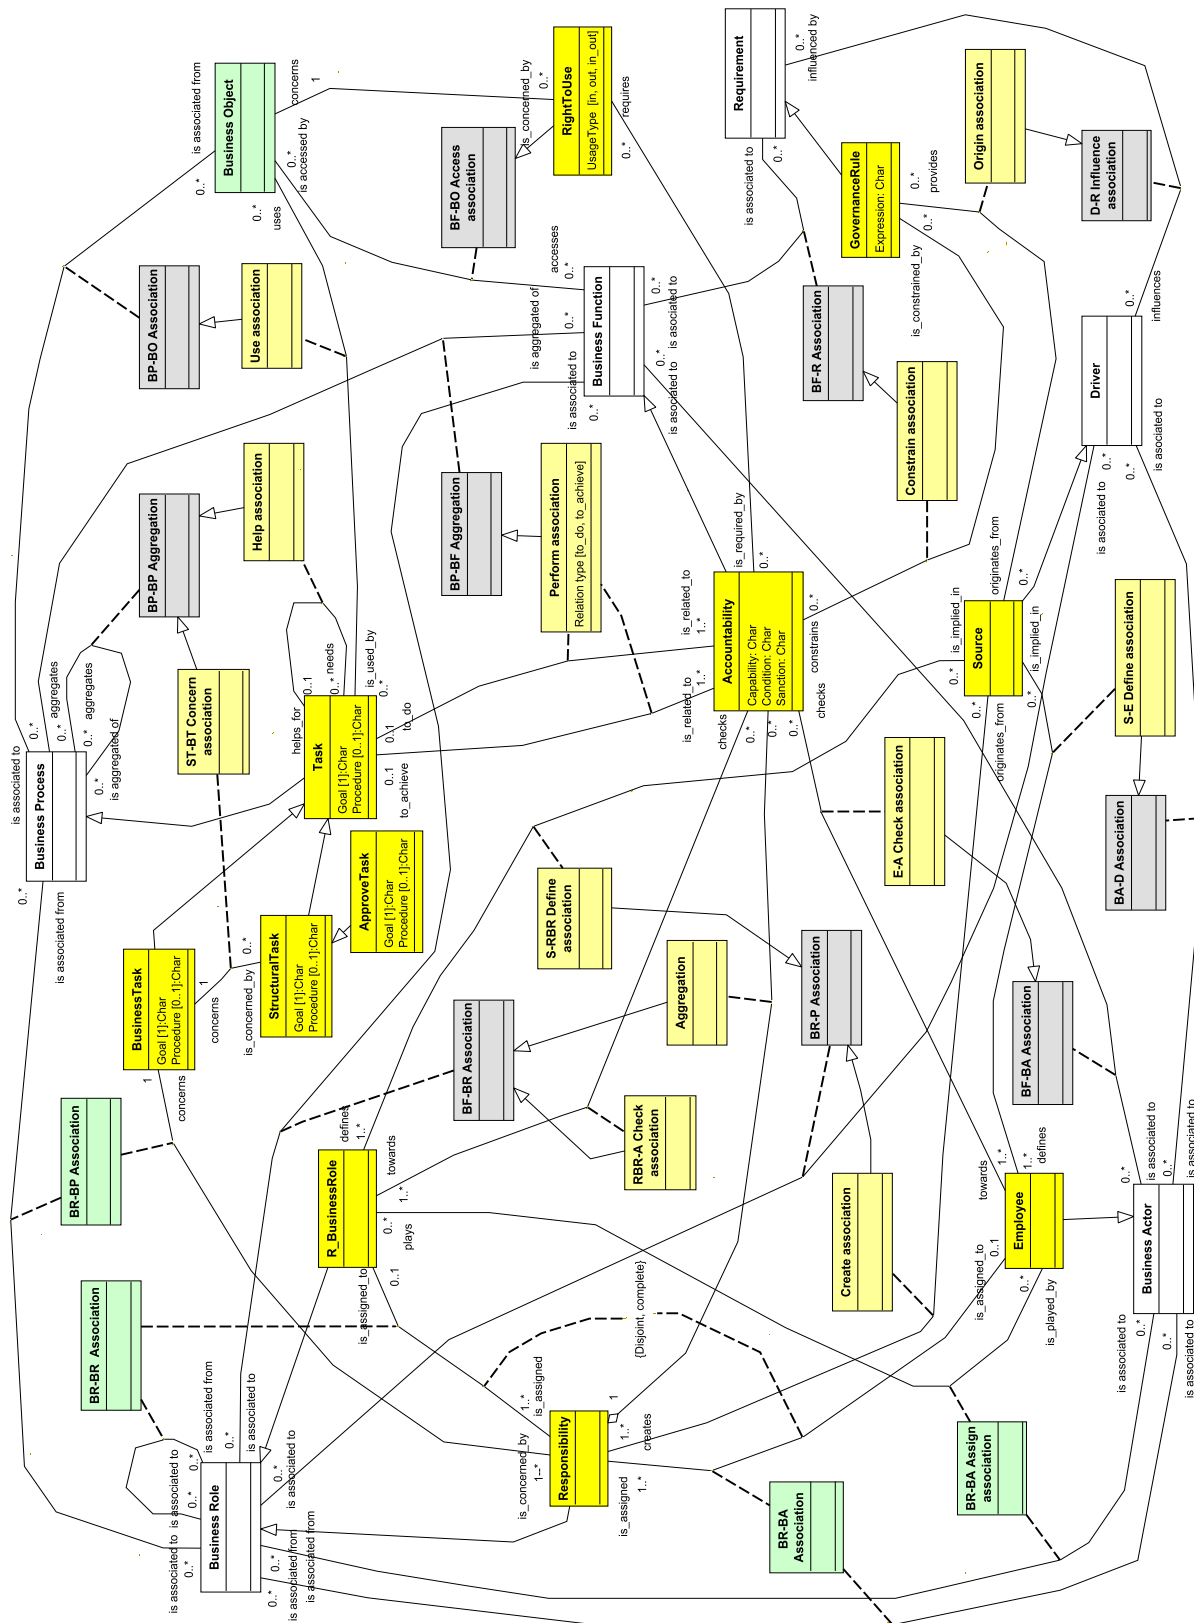 is associated from
0..*
Business Object
concerns
1
0..*
is accessed by
0..*
uses
BF-BO Access
association
is_concerned_by
0..*
RightToUse
UsageType [in, out, in_out]
requires
0..*
Requirement
0..*
influenced by
is associated to
0..*
GovernanceRule
Expression: Char
0..*
provides
0..*
is_constrained_by
Origin association
D-R Influence
association
BP-BO Association
Use association
accesses
0..*
is aggregated of
0..*
Business Function
is associated to
0..*
0..*
is asociated to
0..*
is asociated to
BF-R Association
Constrain association
0..*
influences
Driver
is asociated to
0..*
0..*
is asociated to
BP-BP Aggregation
Help association
BP-BF Aggregation
Perform association
Relation type [to_do, to_achieve]
ST-BT Concern
association
is associated to
0..*
0..*
aggregates
aggregates
0..*
0..*
is aggregated of
Business Process
0..*
is associated from
helps_for
0..1
0..*
needs
is_used_by
0..*
Task
Goal [1]:Char
Procedure [0..1]:Char
0..1
to_do
0..1
to_achieve
is_related_to
1..*
is_related_to
1..*
is_required_by
0..*
Accountability
Capability: Char
Condition: Char
Sanction: Char
0..*
constrains
checks
0..*
0..*
0..*
checks
is_implied_in
0..*
originates_from
0..*
Source
is_implied_in
0..*
originates_from
S-E Define association
BA-D Association
E-A Check association
ApproveTask
Goal [1]:Char
Procedure [0..1]:Char
StructuralTask
Goal [1]:Char
Procedure [0..1]:Char
0..*
is_concerned_by
1
concerns
BusinessTask
Goal [1]:Char
Procedure [0..1]:Char
1
concerns
S-RBR Define
association
Aggregation
BR-P Association
BF-BR Association
RBR-A Check
association
BF-BA Association
BR-BP Association
defines
1..*
R_BusinessRole
towards
1..*
0..*
plays
is_assigned_to
0..1
Create association
towards
1..*
1..*
defines
Employee
is_assigned_to
0..1
0..*
is_played_by
0..*
is associated to
0..*
is associated to
Business Actor
0..*
is associated to
0..*
is associated to
BR-BR Association
{Disjoint, complete}
is associated from
0..*
is associated to
0..*
is associated to
0..*
0..*
is associated to
is associated to
0..*
Business Role
0..*
is associated from
0..*
is associated from
1..*
is_assigned
1
1..*
creates
Responsibility
is_concerned_by
1..*
is_assigned
1..*
BR-BA
Association
BR-BA Assign
association